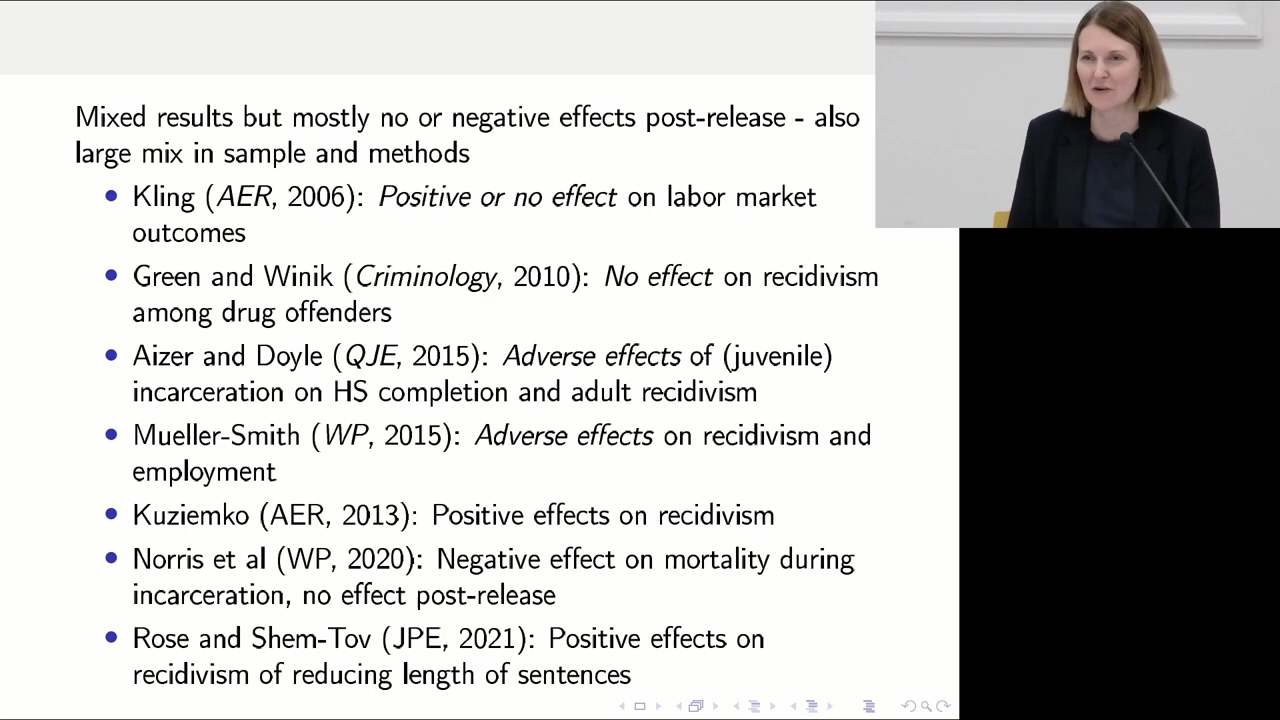 Mixed results but mostly no or negative effects post-release - also
large mix in sample and methods
• Kling (AER, 2006): Positive or no effect on labor market
outcomes
• Green and Winik (Criminology, 2010): No effect on recidivism
among drug offenders
• Aizer and Doyle (QJE, 2015): Adverse effects of (juvenile)
incarceration on HS completion and adult recidivism
• Mueller-Smith (WP, 2015): Adverse effects on recidivism and
employment
• Kuziemko (AER, 2013): Positive effects on recidivism
• Norris et al (WP, 2020): Negative effect on mortality during
incarceration, no effect post-release
• Rose and Shem-Tov (JPE, 2021): Positive effects on
recidivism of reducing length of sentences